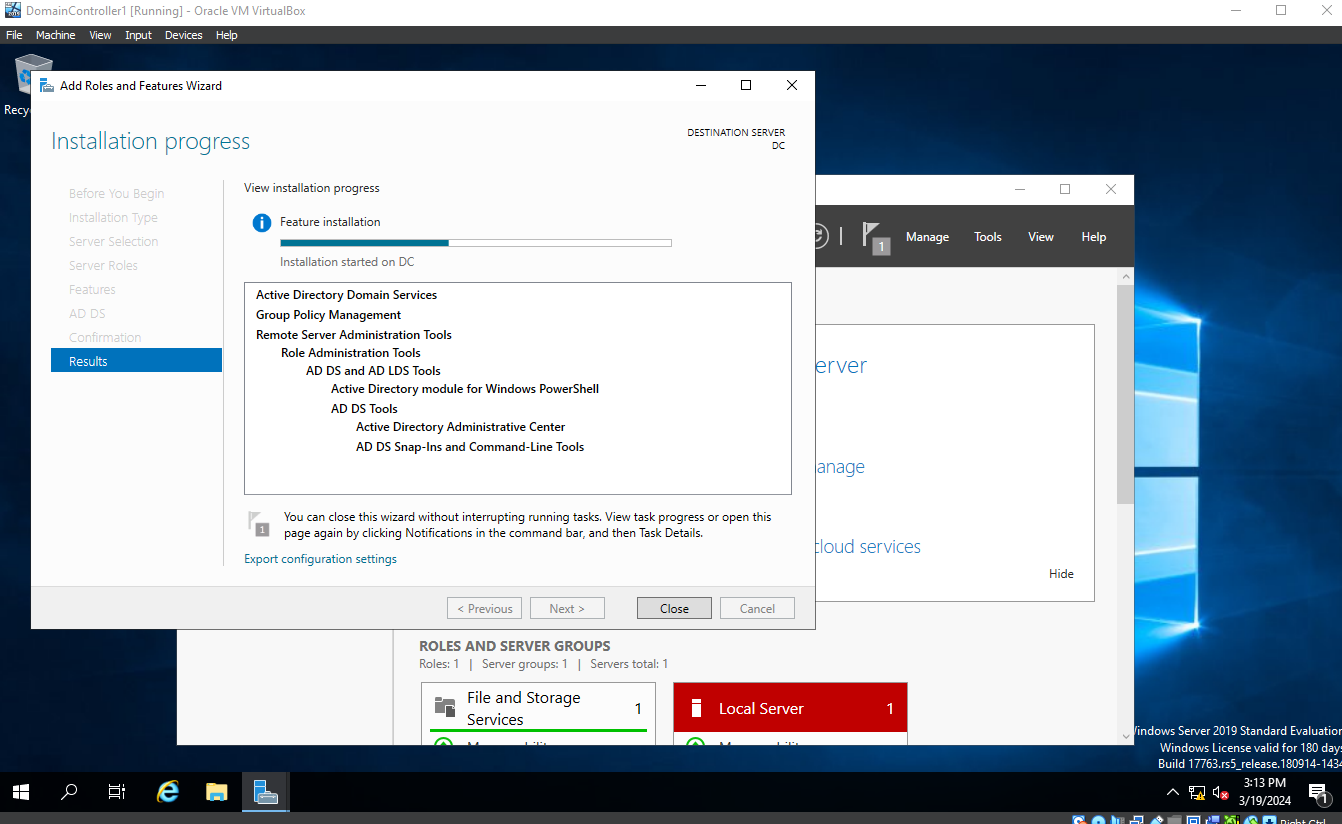 DomainController1 [Running] - Oracle VM VirtualBox
File Machine View Input Devices Help
Add Roles and Features Wizard
Installation progress
DESTINATION SERVER
DC
Before You Begin
Installation Type
Server Selection
Server Roles
Features
AD DS
Confirmation
Results
View installation progress
Feature installation
Installation started on DC
Active Directory Domain Services
Group Policy Management
Remote Server Administration Tools
Role Administration Tools
AD DS and AD LDS Tools
Active Directory module for Windows PowerShell
AD DS Tools
Active Directory Administrative Center
AD DS Snap-Ins and Command-Line Tools
1
You can close this wizard without interrupting running tasks. View task progress or open this
page again by clicking Notifications in the command bar, and then Task Details.
Export configuration settings
< Previous Next > Close Cancel
Recy
1 Manage Tools View Help
erver
anage
cloud services
Hide
ROLES AND SERVER GROUPS
Roles: 1 | Server groups: 1 | Servers total: 1
File and Storage
Services
1
Local Server 1
Windows Server 2019 Standard Evaluation
Windows License valid for 180 days
Build 17763.rs5_release.180914-1434
3:13 PM
3/19/2024
1
Right Ctrl